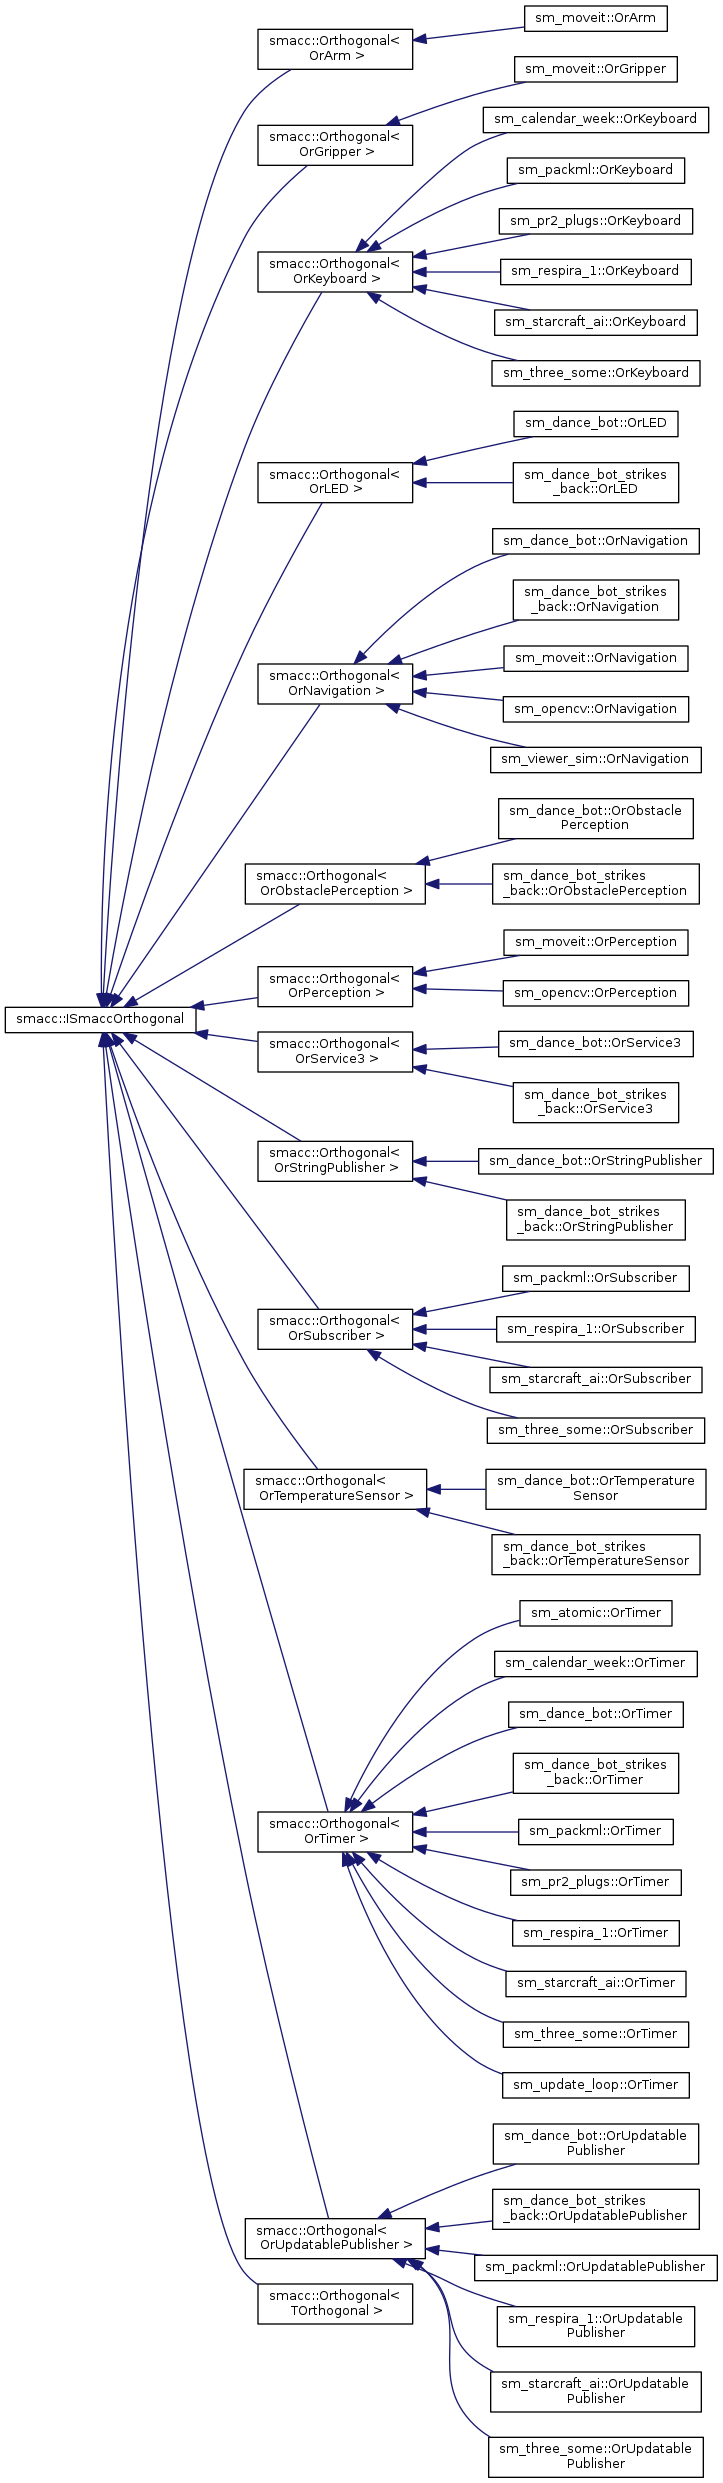 sm_moveit::OrArm
smacc::Orthogonal<
OrArm >
sm_moveit::OrGripper
smacc::Orthogonal<
OrGripper >
sm_calendar_week::OrKeyboard
sm_packml::OrKeyboard
sm_pr2_plugs::OrKeyboard
smacc::Orthogonal<
OrKeyboard >
sm_respira_1::OrKeyboard
sm_starcraft_ai::OrKeyboard
sm_three_some::OrKeyboard
sm_dance_bot::OrLED
smacc::Orthogonal<
OrLED >
sm_dance_bot_strikes
_back::OrLED
sm_dance_bot::OrNavigation
sm_dance_bot_strikes
_back::OrNavigation
sm_moveit::OrNavigation
smacc::Orthogonal<
OrNavigation >
sm_opencv::OrNavigation
sm_viewer_sim::OrNavigation
sm_dance_bot::OrObstacle
Perception
smacc::Orthogonal<
OrObstaclePerception >
sm_dance_bot_strikes
_back::OrObstaclePerception
sm_moveit::OrPerception
smacc::Orthogonal<
OrPerception >
sm_opencv::OrPerception
smacc::ISmaccOrthogonal
smacc::Orthogonal<
OrService3 >
sm_dance_bot::OrService3
sm_dance_bot_strikes
_back::OrService3
smacc::Orthogonal<
OrStringPublisher >
sm_dance_bot::OrStringPublisher
sm_dance_bot_strikes
_back::OrStringPublisher
sm_packml::OrSubscriber
smacc::Orthogonal<
OrSubscriber >
sm_respira_1::OrSubscriber
sm_starcraft_ai::OrSubscriber
sm_three_some::OrSubscriber
smacc::Orthogonal<
OrTemperatureSensor >
sm_dance_bot::OrTemperature
Sensor
sm_dance_bot_strikes
_back::OrTemperatureSensor
sm_atomic::OrTimer
sm_calendar_week::OrTimer
sm_dance_bot::OrTimer
sm_dance_bot_strikes
_back::OrTimer
smacc::Orthogonal<
OrTimer >
sm_packml::OrTimer
sm_pr2_plugs::OrTimer
sm_respira_1::OrTimer
sm_starcraft_ai::OrTimer
sm_three_some::OrTimer
sm_update_loop::OrTimer
sm_dance_bot::OrUpdatable
Publisher
sm_dance_bot_strikes
_back::OrUpdatablePublisher
smacc::Orthogonal<
OrUpdatablePublisher >
sm_packml::OrUpdatablePublisher
smacc::Orthogonal<
TOrthogonal >
sm_respira_1::OrUpdatable
Publisher
sm_starcraft_ai::OrUpdatable
Publisher
sm_three_some::OrUpdatable
Publisher